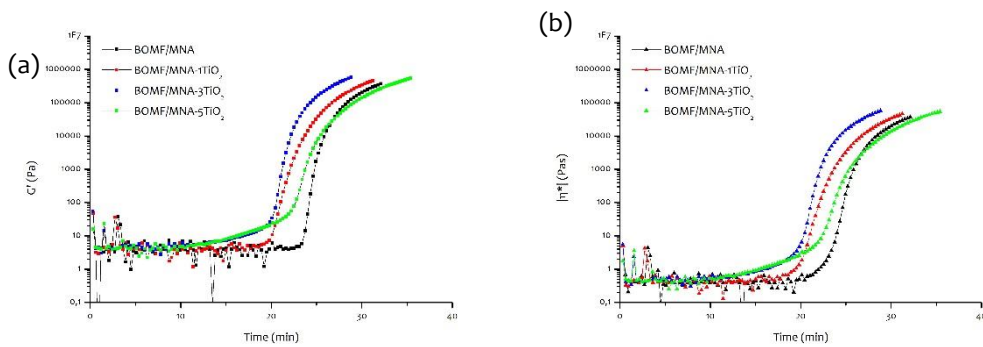 (a)
G' (Pa)
1E7
1000000
100000
10000
1000
100
10
1
0,1
0
10
20
30
40
Time (min)
BOMF/MNA
BOMF/MNA-1TiO₂
BOMF/MNA-3TiO₂
BOMF/MNA-5TiO₂
(b)
|η*| (Pas)
1E7
1000000
100000
10000
1000
100
10
1
0,1
0
10
20
30
40
Time (min)
BOMF/MNA
BOMF/MNA-1TiO₂
BOMF/MNA-3TiO₂
BOMF/MNA-5TiO₂